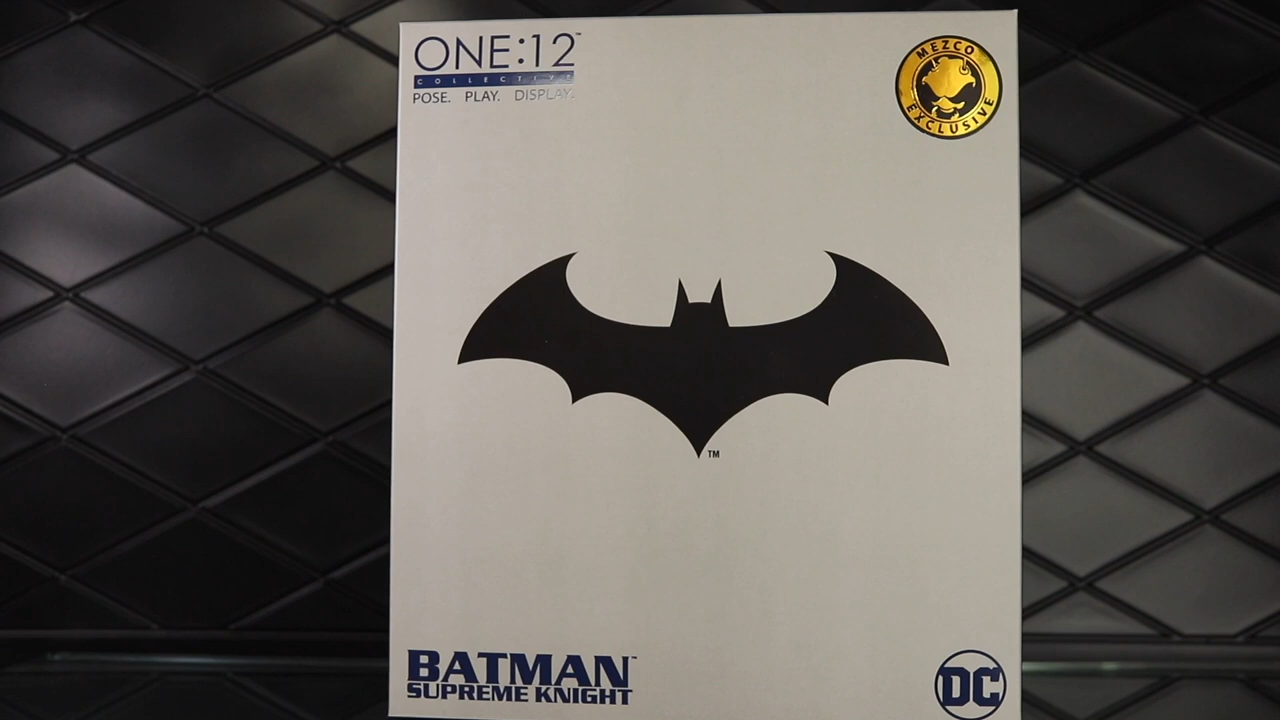 ONE:12™
COLLECTIVE
POSE. PLAY. DISPLAY.
MEZCO
EXCLUSIVE
TM
BATMAN™
SUPREME KNIGHT
DC